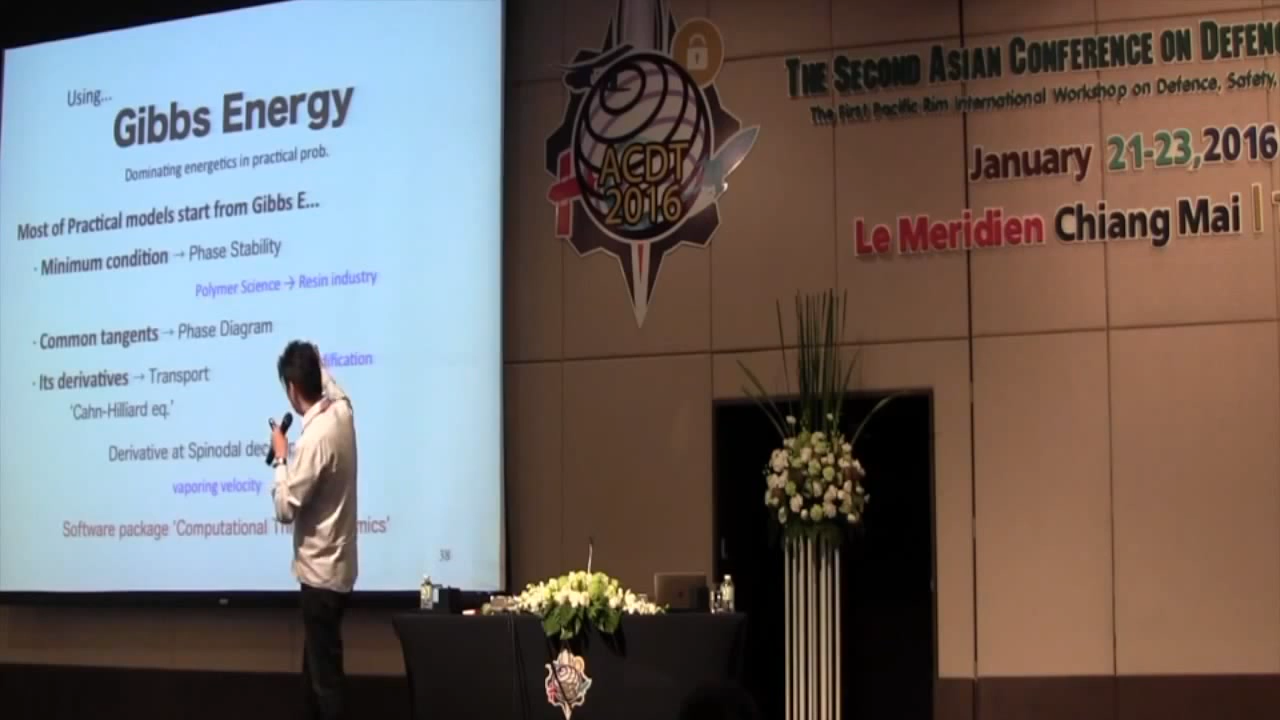 Using...
Gibbs Energy
Dominating energetics in practical prob.
Most of Practical models start from Gibbs E...
· Minimum condition → Phase Stability
Polymer Science → Resin industry
· Common tangents → Phase Diagram
· Its derivatives → Transport
'Cahn-Hilliard eq.'
Derivative at Spinodal
vaporing velocity
Software package 'Computational
38
ACDT
2016
THE SECOND ASIAN CONFERENCE ON DEFENC
The First Pacific Rim International Workshop on Defence, Safety,
January 21-23,2016
Le Meridien Chiang Mai |